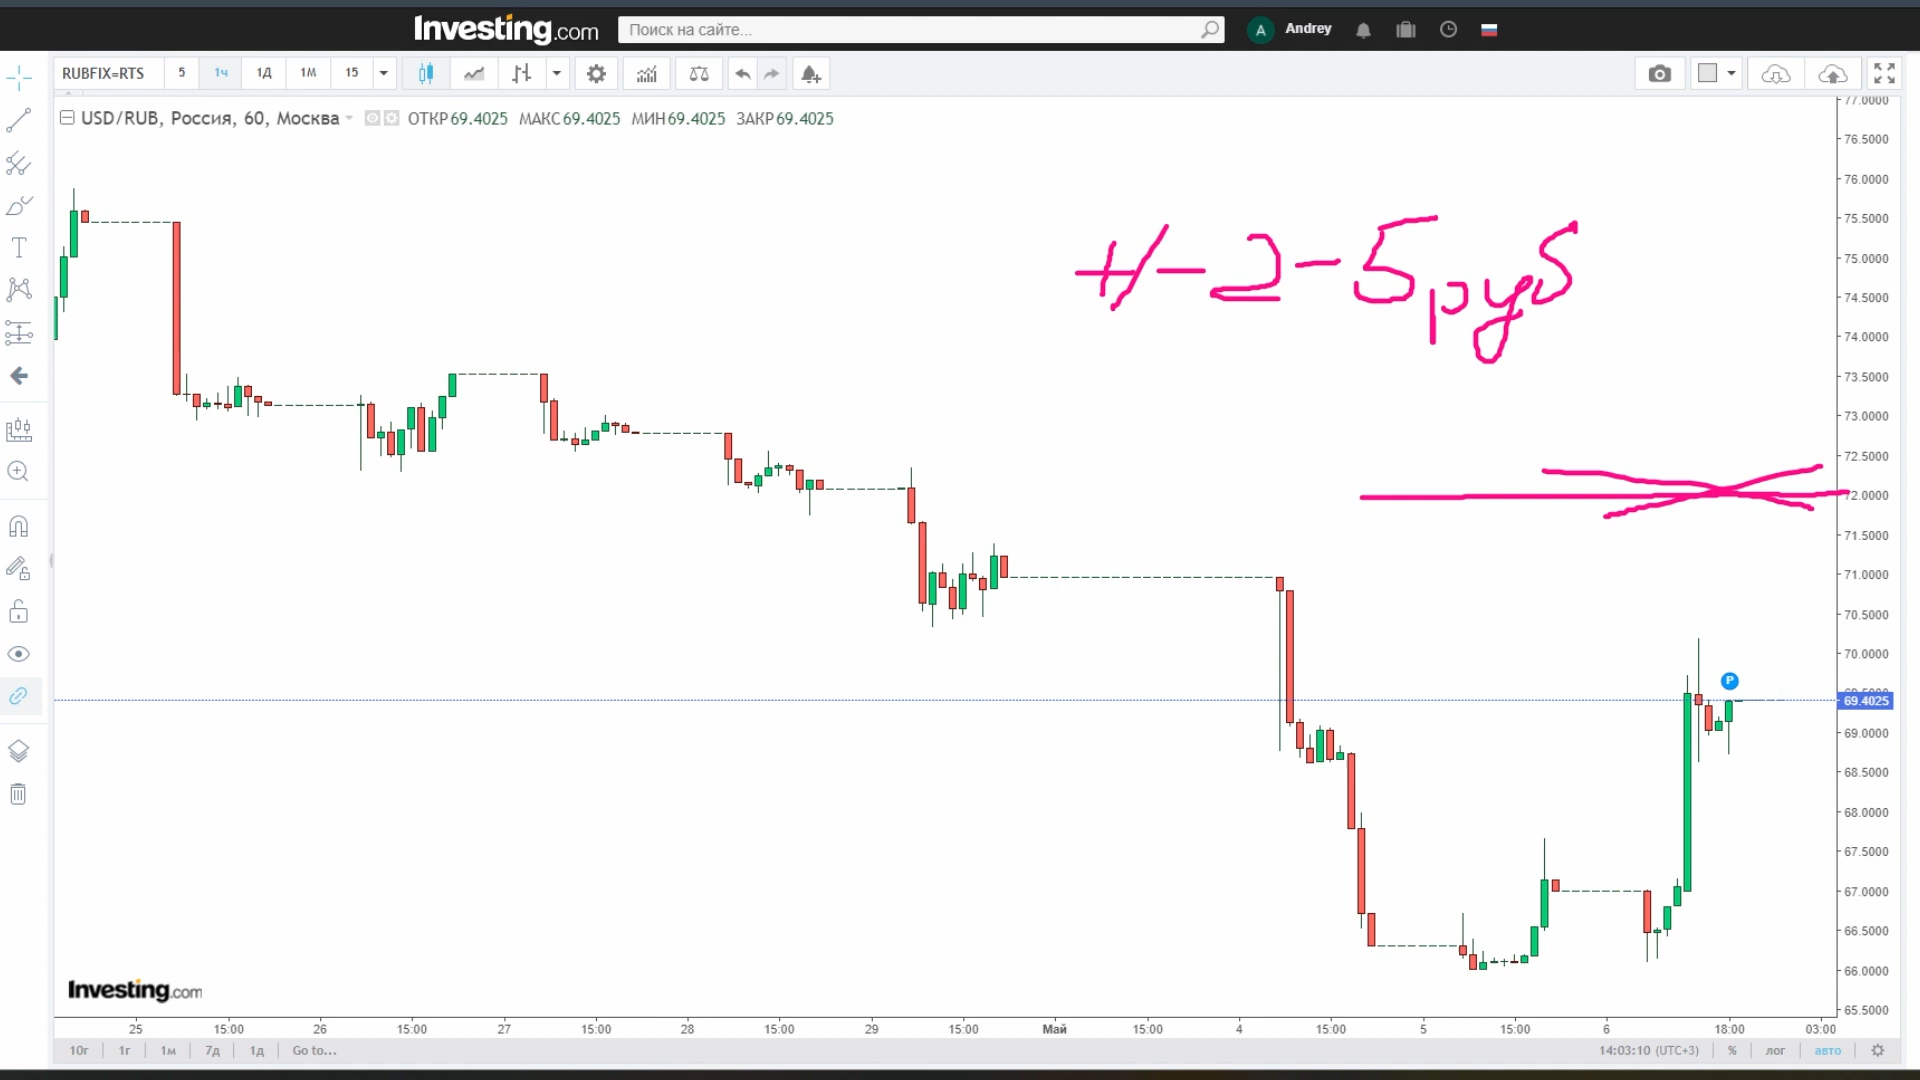 Investing.com
Поиск на сайте...
A
Andrey
RUBFIX=RTS
5
1ч
1Д
1М
15
USD/RUB, Россия, 60, Москва
ОТКР 69.4025 МАКС 69.4025 МИН 69.4025 ЗАКР 69.4025
+/- 2-5 руб
77.0000
76.5000
76.0000
75.5000
75.0000
74.5000
74.0000
73.5000
73.0000
72.5000
72.0000
71.5000
71.0000
70.5000
70.0000
69.5000
69.4025
69.0000
68.5000
68.0000
67.5000
67.0000
66.5000
66.0000
65.5000
P
Investing.com
25 15:00 26 15:00 27 15:00 28 15:00 29 15:00 Май 15:00 4 15:00 5 15:00 6 18:00 03:00
10г 1г 1м 7д 1д Go to... 14:03:10 (UTC+3) % лог авто